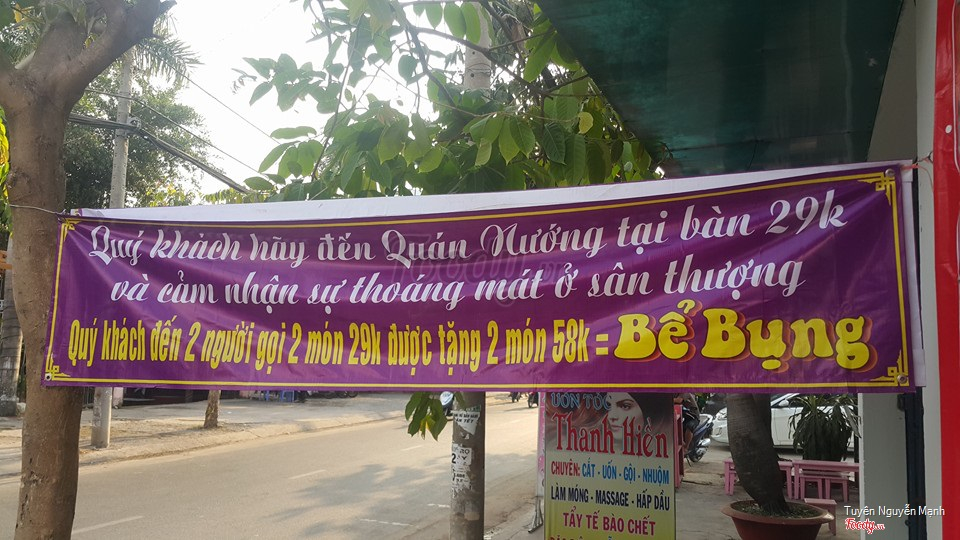 Quý khách hãy đến Quán Nướng tại bàn 29k
và cảm nhận sự thoáng mát ở sân thượng
Quý khách đến 2 người gọi 2 món 29k được tặng 2 món 58k = Bể Bụng
UỐN TÓC
Thanh Hiền
CHUYÊN: CẮT - UỐN - GỘI - NHUỘM
LÀM MÓNG - MASSAGE - HẤP DẦU
TẨY TẾ BÀO CHẾT
Tuyên Nguyễn Mạnh
Foody.vn